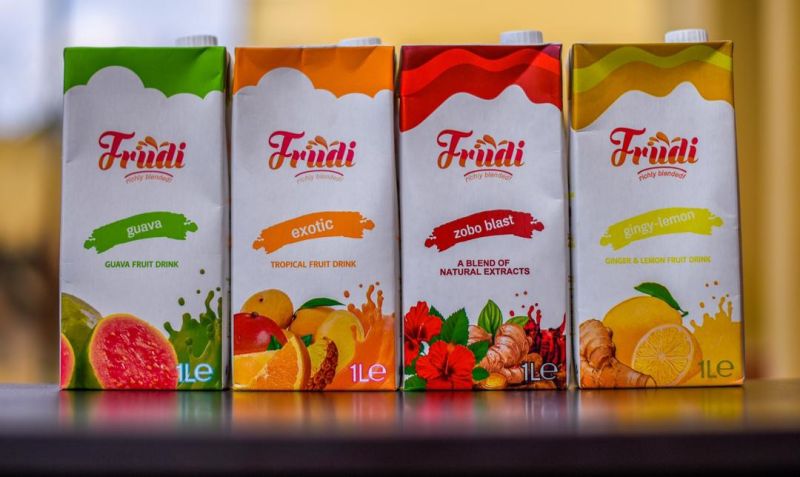 Frudi
richly blended!
guava
GUAVA FRUIT DRINK
1Le
Frudi
richly blended!
exotic
TROPICAL FRUIT DRINK
1Le
Frudi
richly blended!
zobo blast
A BLEND OF
NATURAL EXTRACTS
1Le
Frudi
richly blended!
gingy-lemon
GINGER & LEMON FRUIT DRINK
1Le